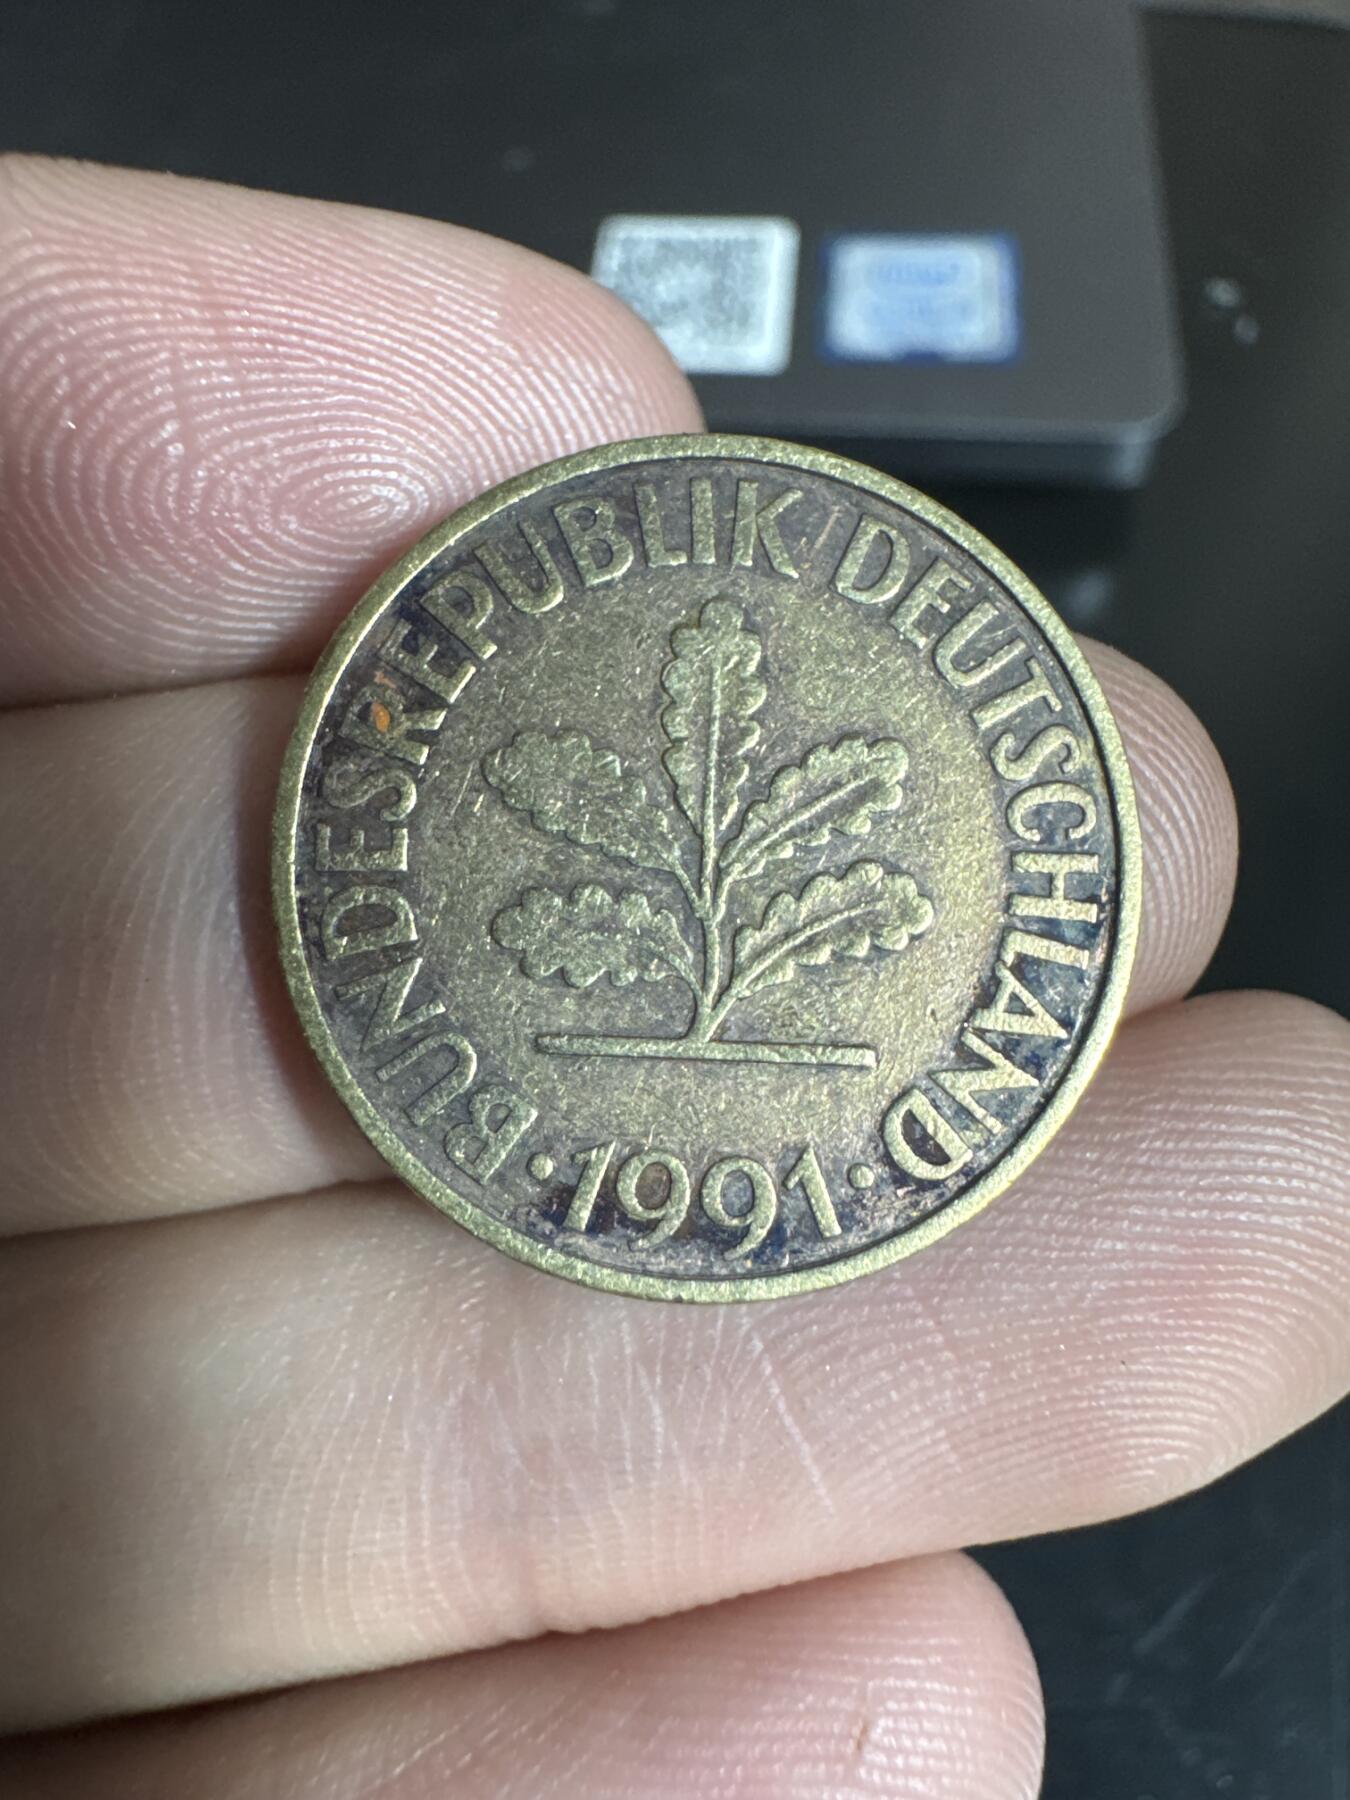 BUNDESREPUBLIK DEUTSCHLAND
· 1991 ·